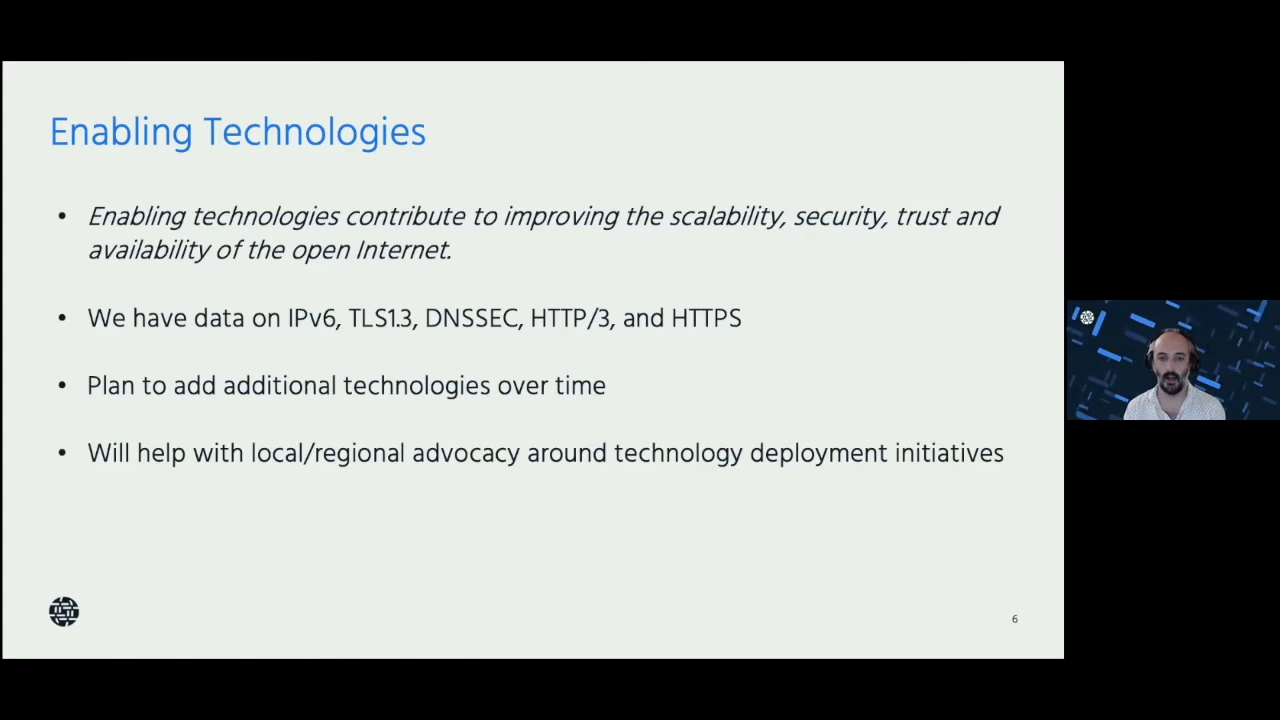 Enabling Technologies
• Enabling technologies contribute to improving the scalability, security, trust and
availability of the open Internet.
• We have data on IPv6, TLS1.3, DNSSEC, HTTP/3, and HTTPS
• Plan to add additional technologies over time
• Will help with local/regional advocacy around technology deployment initiatives
6